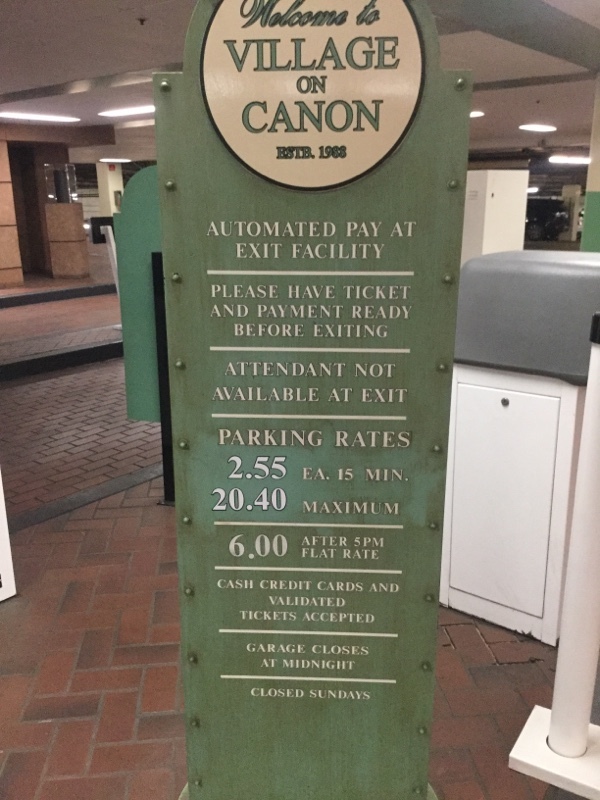 Welcome to
VILLAGE
ON
CANON
ESTB. 1988
AUTOMATED PAY AT
EXIT FACILITY
PLEASE HAVE TICKET
AND PAYMENT READY
BEFORE EXITING
ATTENDANT NOT
AVAILABLE AT EXIT
PARKING RATES
2.55 EA. 15 MIN.
20.40 MAXIMUM
6.00 AFTER 5PM
FLAT RATE
CASH CREDIT CARDS AND
VALIDATED
TICKETS ACCEPTED
GARAGE CLOSES
AT MIDNIGHT
CLOSED SUNDAYS